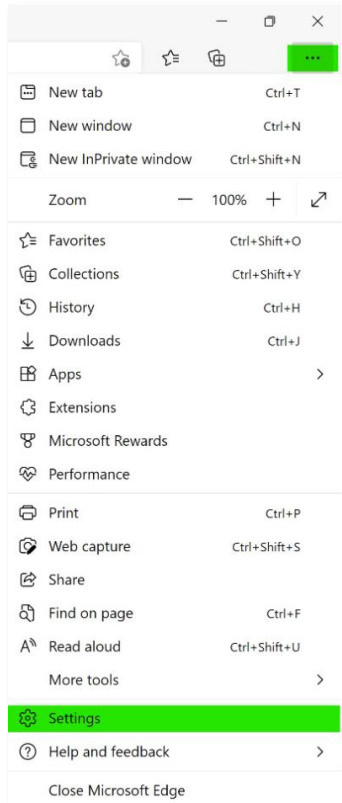 New tab Ctrl+T
New window Ctrl+N
New InPrivate window Ctrl+Shift+N
Zoom — 100% +
Favorites Ctrl+Shift+O
Collections Ctrl+Shift+Y
History Ctrl+H
Downloads Ctrl+J
Apps
Extensions
Microsoft Rewards
Performance
Print Ctrl+P
Web capture Ctrl+Shift+S
Share
Find on page Ctrl+F
Read aloud Ctrl+Shift+U
More tools
Settings
Help and feedback
Close Microsoft Edge